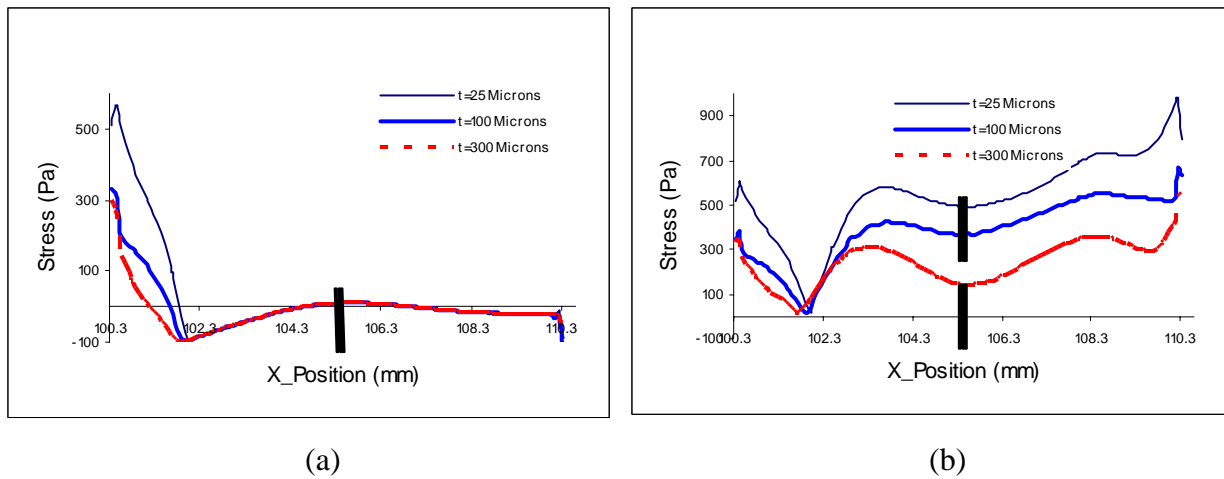 t=25 Microns
t=100 Microns
t=300 Microns
500
300
100
-100
Stress (Pa)
100.3
102.3
104.3
106.3
108.3
110.3
X_Position (mm)
(a)
t=25 Microns
t=100 Microns
t=300 Microns
900
700
500
300
100
-100
Stress (Pa)
100.3
102.3
104.3
106.3
108.3
110.3
X_Position (mm)
(b)